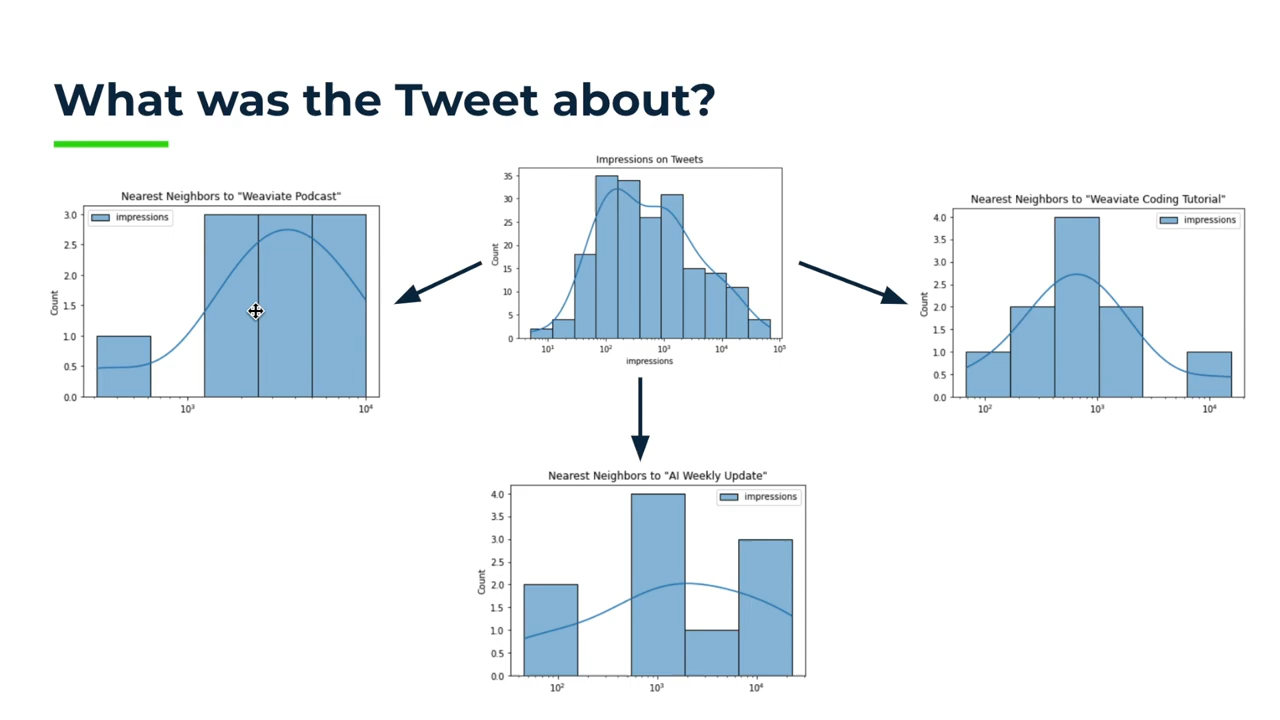 What was the Tweet about?
Impressions on Tweets
Count
35
30
25
20
15
10
5
0
10¹ 10² 10³ 10⁴ 10⁵
impressions
Nearest Neighbors to "Weaviate Podcast"
impressions
Count
3.0
2.5
2.0
1.5
1.0
0.5
0.0
10³ 10⁴
Nearest Neighbors to "Weaviate Coding Tutorial"
impressions
Count
4.0
3.5
3.0
2.5
2.0
1.5
1.0
0.5
0.0
10² 10³ 10⁴
Nearest Neighbors to "AI Weekly Update"
impressions
Count
4.0
3.5
3.0
2.5
2.0
1.5
1.0
0.5
0.0
10² 10³ 10⁴